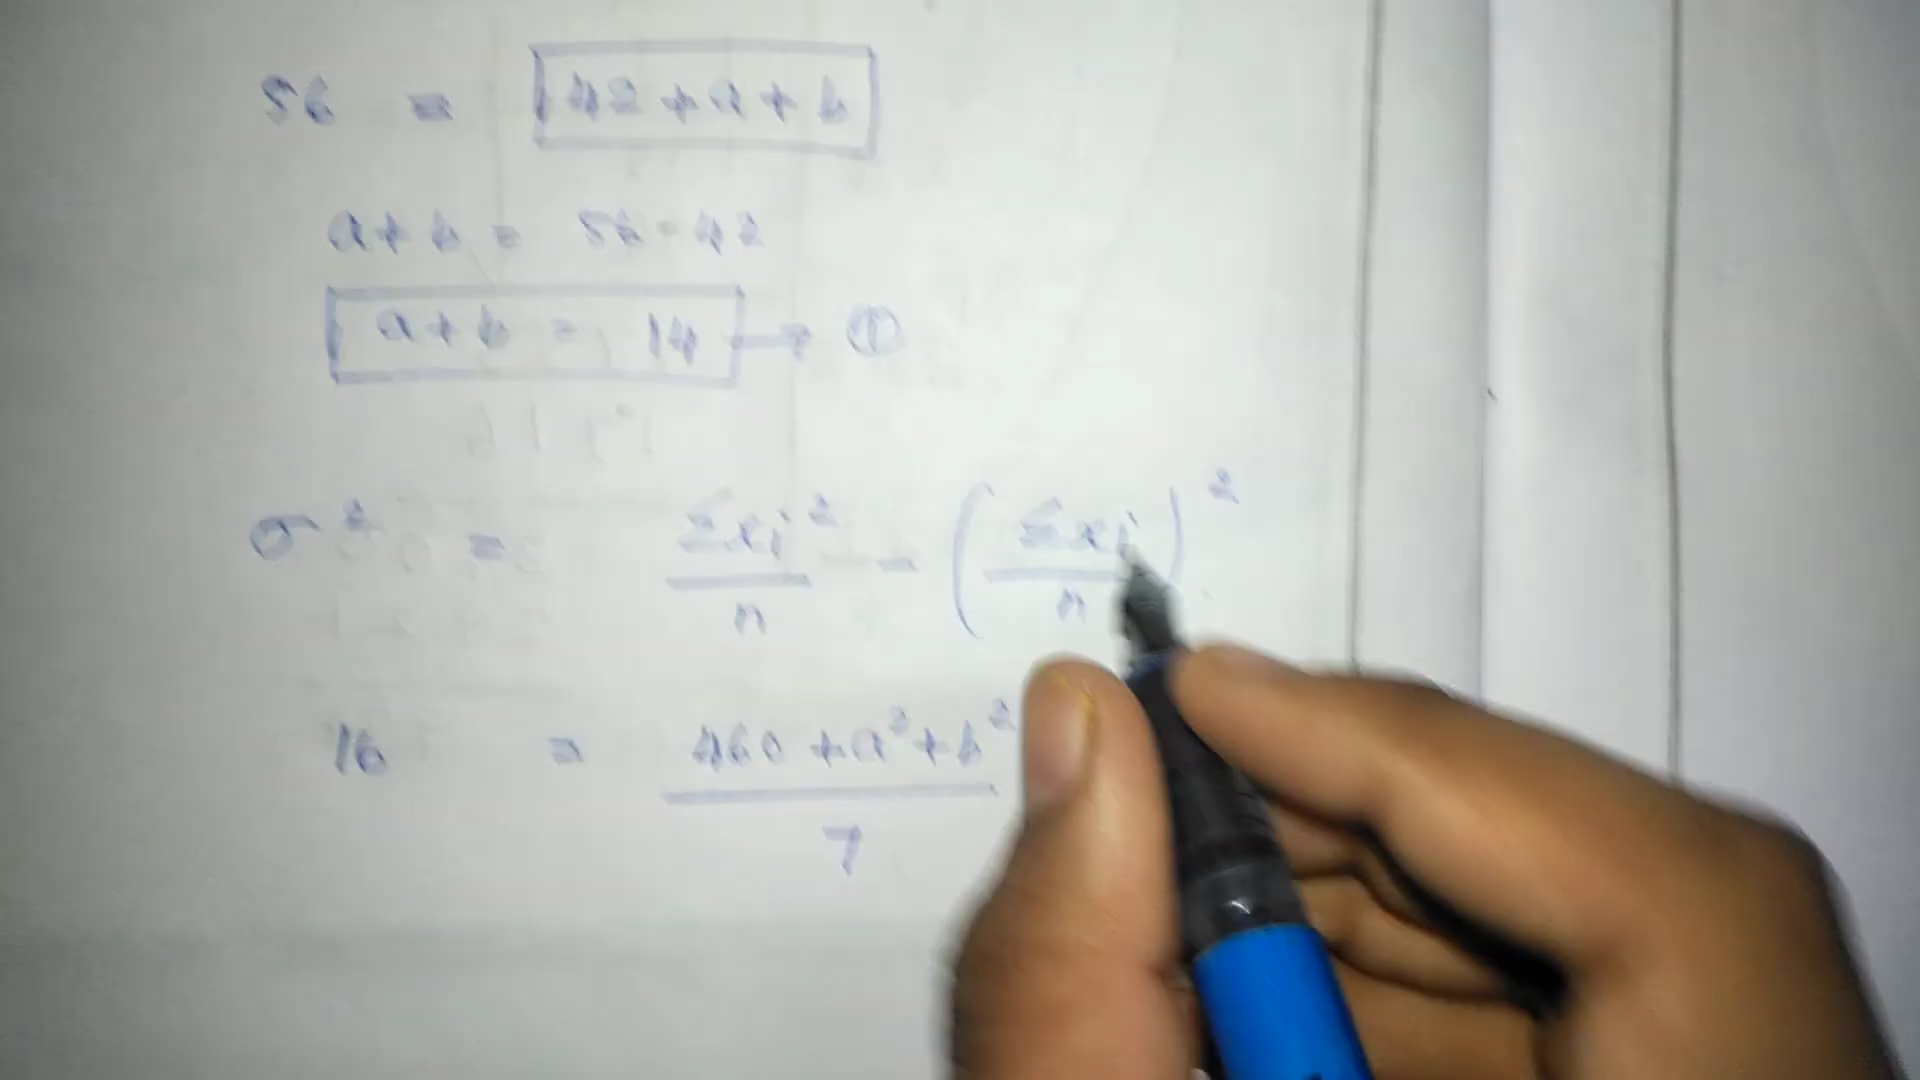 56 = 42 + a + b
a + b = 56 - 42
a + b = 14 → ①
σ² = Σxi²/n - (Σxi/n)²
16 = 460 + a² + b²/7